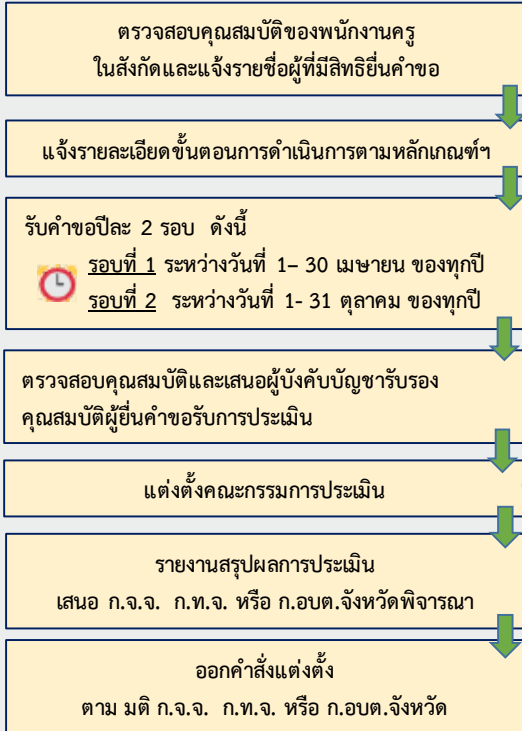 ตรวจสอบคุณสมบัติของพนักงานครู
ในสังกัดและแจ้งรายชื่อผู้ที่มีสิทธิยื่นคำขอ
แจ้งรายละเอียดขั้นตอนการดำเนินการตามหลักเกณฑ์ฯ
รับคำขอปีละ 2 รอบ ดังนี้
รอบที่ 1 ระหว่างวันที่ 1– 30 เมษายน ของทุกปี
รอบที่ 2 ระหว่างวันที่ 1- 31 ตุลาคม ของทุกปี
ตรวจสอบคุณสมบัติและเสนอผู้บังคับบัญชารับรอง
คุณสมบัติผู้ยื่นคำขอรับการประเมิน
แต่งตั้งคณะกรรมการประเมิน
รายงานสรุปผลการประเมิน
เสนอ ก.จ.จ. ก.ท.จ. หรือ ก.อบต.จังหวัดพิจารณา
ออกคำสั่งแต่งตั้ง
ตาม มติ ก.จ.จ. ก.ท.จ. หรือ ก.อบต.จังหวัด